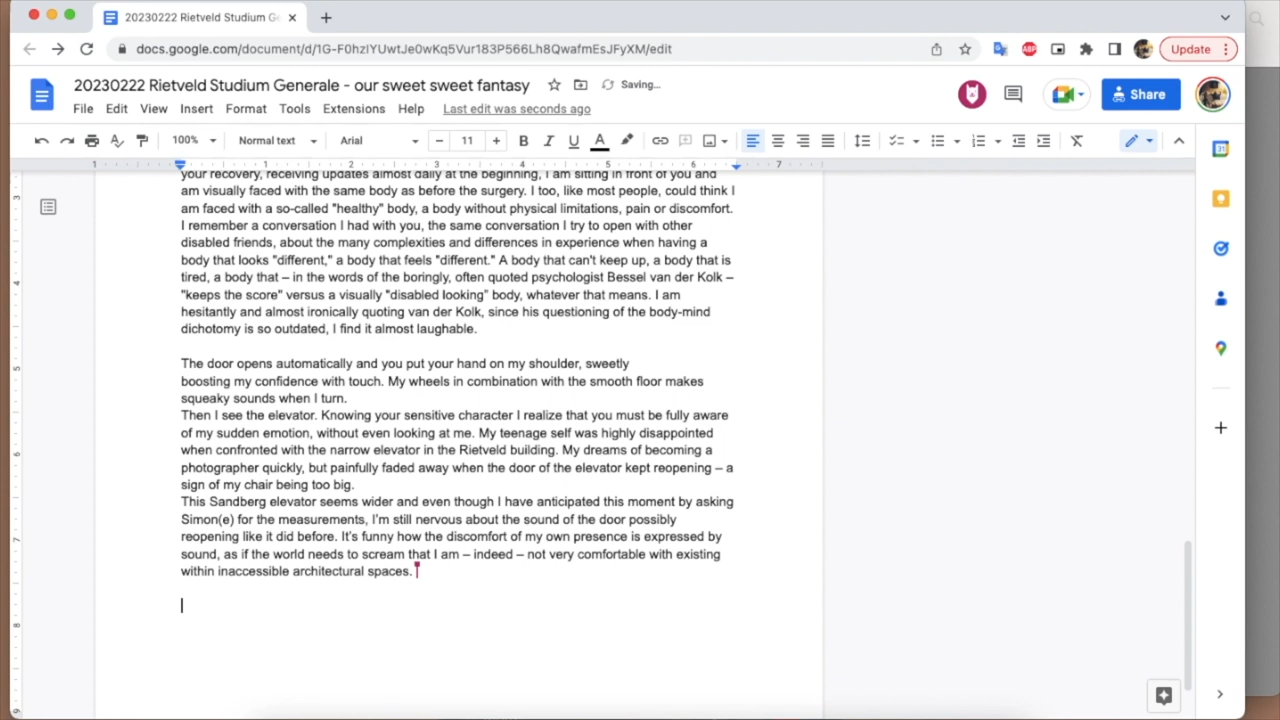 20230222 Rietveld Studium Ge
docs.google.com/document/d/1G-F0hzIYUwtJe0wKq5Vur183P566Lh8QwafmEsJFyXM/edit
ABP
Update
20230222 Rietveld Studium Generale - our sweet sweet fantasy
Saving…
File Edit View Insert Format Tools Extensions Help Last edit was seconds ago
Share
100% Normal text Arial 11 B I U A
1 1 2 3 4 5 6 7
your recovery, receiving updates almost daily at the beginning, I am sitting in front of you and
am visually faced with the same body as before the surgery. I too, like most people, could think I
am faced with a so-called "healthy" body, a body without physical limitations, pain or discomfort.
I remember a conversation I had with you, the same conversation I try to open with other
disabled friends, about the many complexities and differences in experience when having a
body that looks "different," a body that feels "different." A body that can't keep up, a body that is
tired, a body that – in the words of the boringly, often quoted psychologist Bessel van der Kolk –
"keeps the score" versus a visually "disabled looking" body, whatever that means. I am
hesitantly and almost ironically quoting van der Kolk, since his questioning of the body-mind
dichotomy is so outdated, I find it almost laughable.
The door opens automatically and you put your hand on my shoulder, sweetly
boosting my confidence with touch. My wheels in combination with the smooth floor makes
squeaky sounds when I turn.
Then I see the elevator. Knowing your sensitive character I realize that you must be fully aware
of my sudden emotion, without even looking at me. My teenage self was highly disappointed
when confronted with the narrow elevator in the Rietveld building. My dreams of becoming a
photographer quickly, but painfully faded away when the door of the elevator kept reopening – a
sign of my chair being too big.
This Sandberg elevator seems wider and even though I have anticipated this moment by asking
Simon(e) for the measurements, I'm still nervous about the sound of the door possibly
reopening like it did before. It's funny how the discomfort of my own presence is expressed by
sound, as if the world needs to scream that I am – indeed – not very comfortable with existing
within inaccessible architectural spaces.